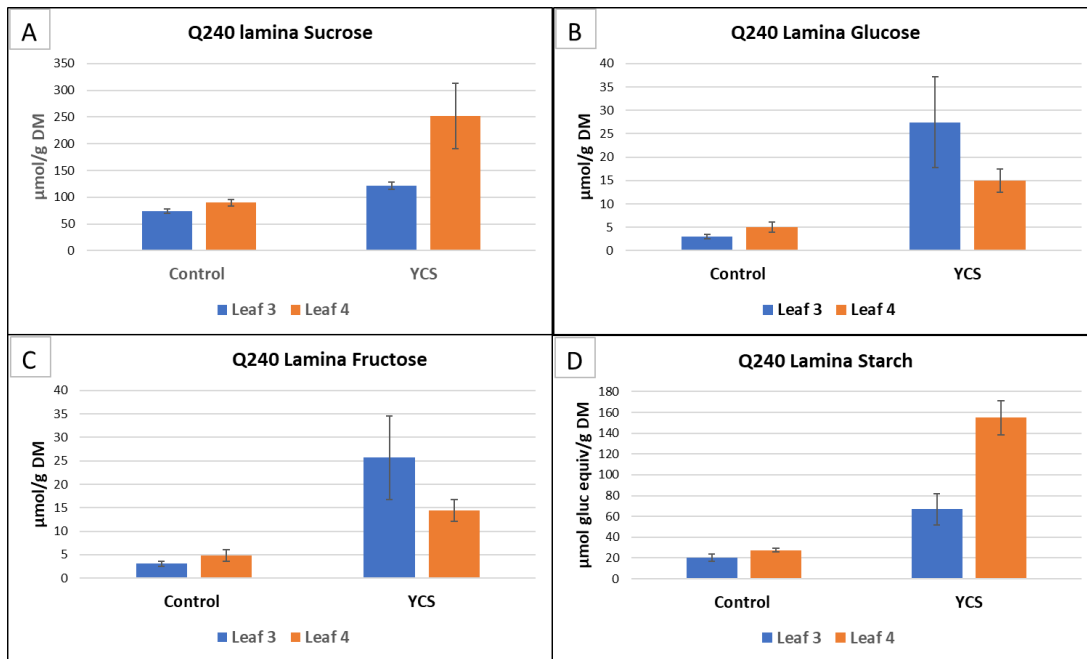 A
Q240 lamina Sucrose
350
300
250
200
150
100
50
0
µmol/g DM
Control
YCS
Leaf 3
Leaf 4
B
Q240 Lamina Glucose
40
35
30
25
20
15
10
5
0
µmol/g DM
Control
YCS
Leaf 3
Leaf 4
C
Q240 Lamina Fructose
40
35
30
25
20
15
10
5
0
µmol/g DM
Control
YCS
Leaf 3
Leaf 4
D
Q240 Lamina Starch
180
160
140
120
100
80
60
40
20
0
µmol gluc equiv/g DM
Control
YCS
Leaf 3
Leaf 4